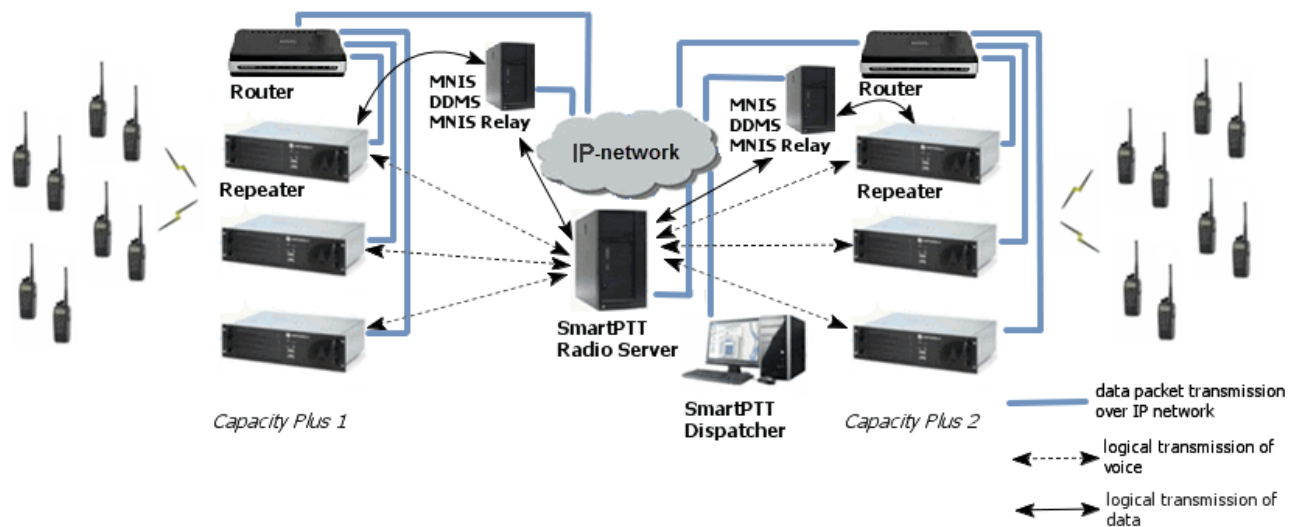 Router
MNIS
DDMS
MNIS Relay
Repeater
IP-network
SmartPTT
Radio Server
SmartPTT
Dispatcher
MNIS
DDMS
MNIS Relay
Router
Repeater
Capacity Plus 1
Capacity Plus 2
data packet transmission
over IP network
logical transmission of
voice
logical transmission of
data